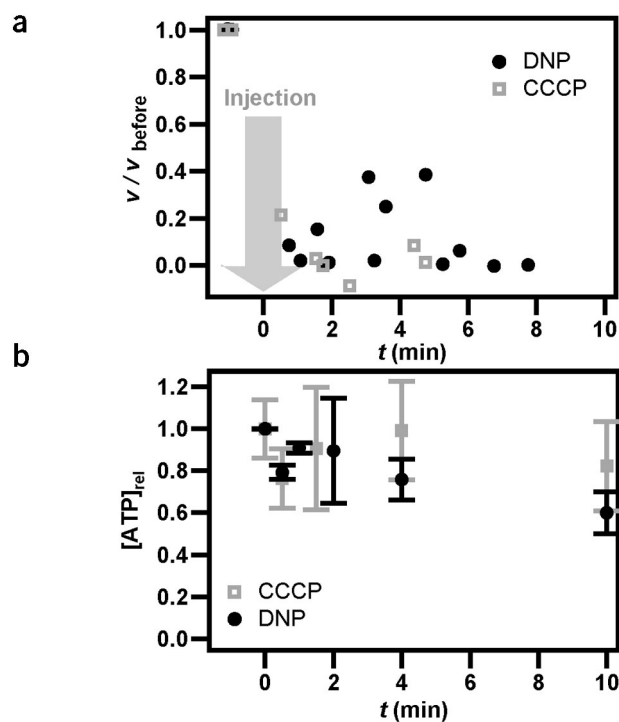 a
v / v before
1.0
0.8
0.6
0.4
0.2
0.0
Injection
DNP
CCCP
0 2 4 6 8 10
t (min)
b
[ATP]rel
1.2
1.0
0.8
0.6
0.4
0.2
0.0
CCCP
DNP
0 2 4 6 8 10
t (min)